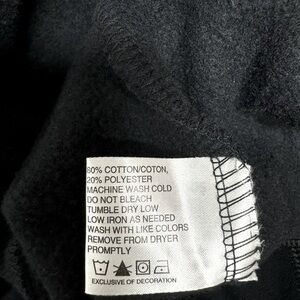 80% COTTON/COTON,
20% POLYESTER
MACHINE WASH COLD
DO NOT BLEACH
TUMBLE DRY LOW
LOW IRON AS NEEDED
WASH WITH LIKE COLORS
REMOVE FROM DRYER
PROMPTLY
EXCLUSIVE OF DECORATION